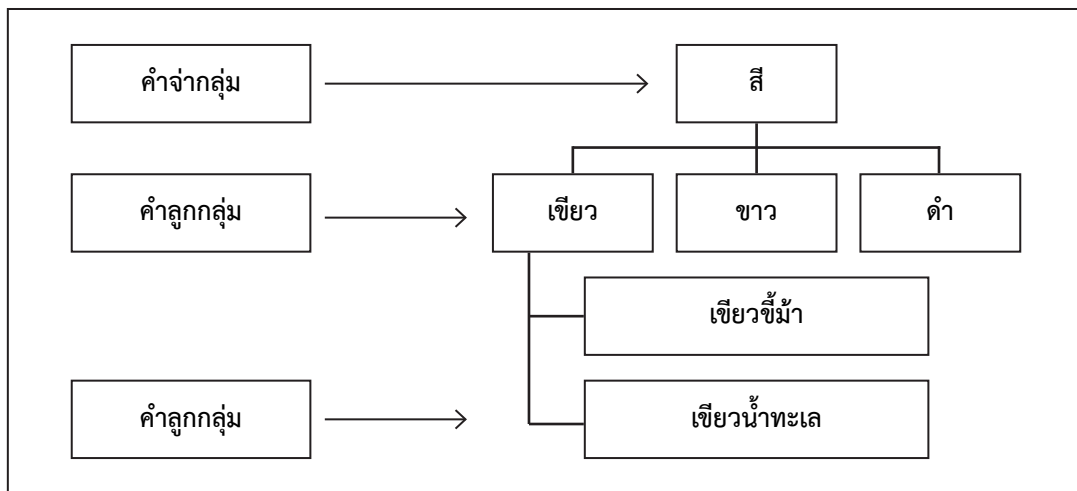 คำจ่ากลุ่ม
สี
คำลูกกลุ่ม
เขียว
ขาว
ดำ
เขียวขี้ม้า
คำลูกกลุ่ม
เขียวน้ำทะเล